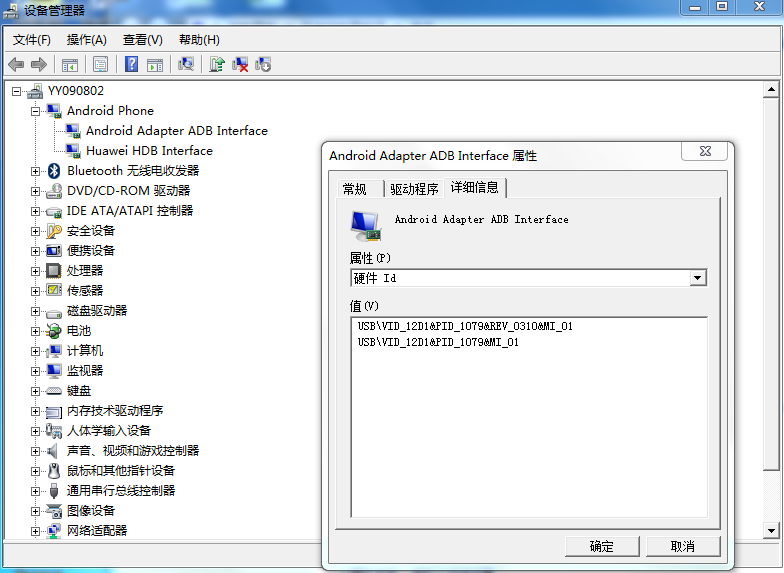 设备管理器
文件(F) 操作(A) 查看(V) 帮助(H)
YY090802
Android Phone
Android Adapter ADB Interface
Huawei HDB Interface
Bluetooth 无线电收发器
DVD/CD-ROM 驱动器
IDE ATA/ATAPI 控制器
安全设备
便携设备
处理器
传感器
磁盘驱动器
电池
计算机
监视器
键盘
内存技术驱动程序
人体学输入设备
声音、视频和游戏控制器
鼠标和其他指针设备
通用串行总线控制器
图像设备
网络适配器
Android Adapter ADB Interface 属性
常规 驱动程序 详细信息
Android Adapter ADB Interface
属性(P)
硬件 Id
值(V)
USB\VID_12D1&PID_1079&REV_0310&MI_01
USB\VID_12D1&PID_1079&MI_01
确定 取消